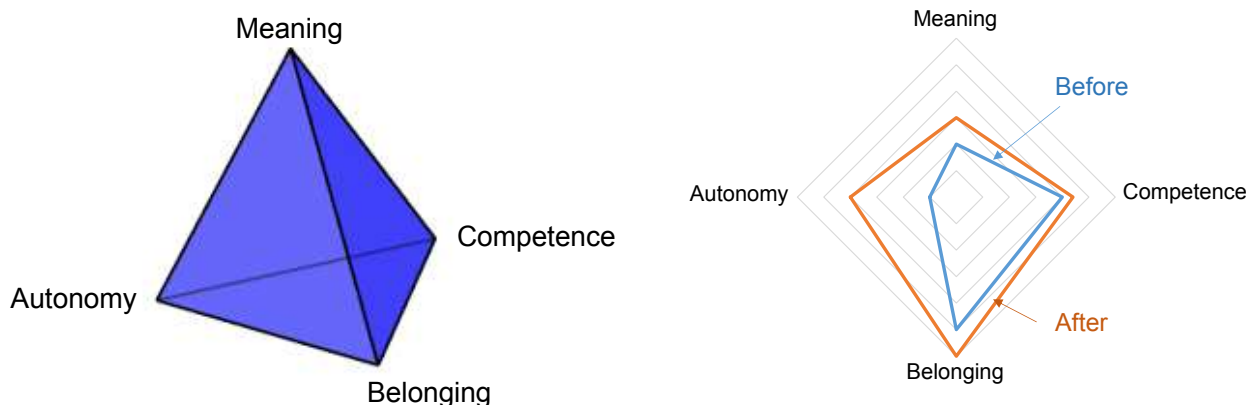 Meaning
Competence
Autonomy
Belonging
Meaning
Before
Autonomy
Competence
After
Belonging